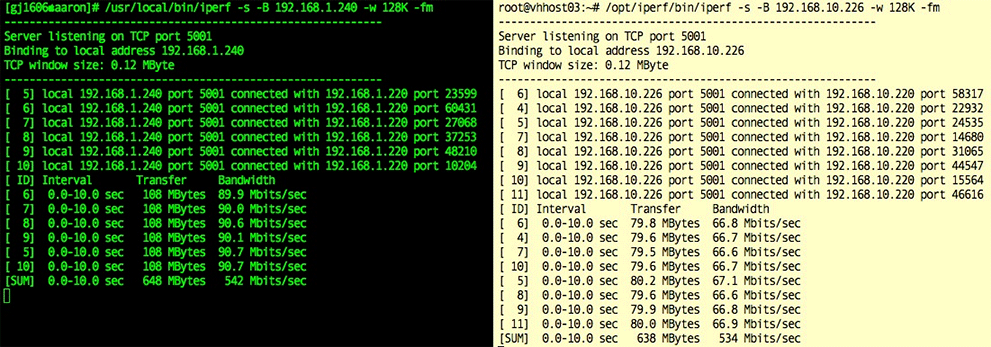 [gj1606@aaron]# /usr/local/bin/iperf -s -B 192.168.1.240 -w 128K -fm
------------------------------------------------------------
Server listening on TCP port 5001
Binding to local address 192.168.1.240
TCP window size: 0.12 MByte
------------------------------------------------------------
[  5] local 192.168.1.240 port 5001 connected with 192.168.1.220 port 23599
[  6] local 192.168.1.240 port 5001 connected with 192.168.1.220 port 60431
[  7] local 192.168.1.240 port 5001 connected with 192.168.1.220 port 27068
[  8] local 192.168.1.240 port 5001 connected with 192.168.1.220 port 37253
[  9] local 192.168.1.240 port 5001 connected with 192.168.1.220 port 48210
[ 10] local 192.168.1.240 port 5001 connected with 192.168.1.220 port 10204
[ ID] Interval       Transfer     Bandwidth
[  6]  0.0-10.0 sec   108 MBytes  89.9 Mbits/sec
[  7]  0.0-10.0 sec   108 MBytes  90.0 Mbits/sec
[  8]  0.0-10.0 sec   108 MBytes  90.6 Mbits/sec
[  9]  0.0-10.0 sec   108 MBytes  90.1 Mbits/sec
[  5]  0.0-10.0 sec   108 MBytes  90.7 Mbits/sec
[ 10]  0.0-10.0 sec   108 MBytes  90.7 Mbits/sec
[SUM]  0.0-10.0 sec   648 MBytes   542 Mbits/sec
root@vhhost03:~# /opt/iperf/bin/iperf -s -B 192.168.10.226 -w 128K -fm
------------------------------------------------------------
Server listening on TCP port 5001
Binding to local address 192.168.10.226
TCP window size: 0.12 MByte
------------------------------------------------------------
[  6] local 192.168.10.226 port 5001 connected with 192.168.10.220 port 58317
[  4] local 192.168.10.226 port 5001 connected with 192.168.10.220 port 22932
[  5] local 192.168.10.226 port 5001 connected with 192.168.10.220 port 24535
[  7] local 192.168.10.226 port 5001 connected with 192.168.10.220 port 14680
[  8] local 192.168.10.226 port 5001 connected with 192.168.10.220 port 31065
[  9] local 192.168.10.226 port 5001 connected with 192.168.10.220 port 44547
[ 10] local 192.168.10.226 port 5001 connected with 192.168.10.220 port 15564
[ 11] local 192.168.10.226 port 5001 connected with 192.168.10.220 port 46616
[ ID] Interval       Transfer     Bandwidth
[  6]  0.0-10.0 sec  79.8 MBytes  66.8 Mbits/sec
[  4]  0.0-10.0 sec  79.6 MBytes  66.7 Mbits/sec
[  7]  0.0-10.0 sec  79.5 MBytes  66.6 Mbits/sec
[ 10]  0.0-10.0 sec  79.6 MBytes  66.7 Mbits/sec
[  5]  0.0-10.0 sec  80.2 MBytes  67.1 Mbits/sec
[  8]  0.0-10.0 sec  79.6 MBytes  66.6 Mbits/sec
[  9]  0.0-10.0 sec  79.9 MBytes  66.8 Mbits/sec
[ 11]  0.0-10.0 sec  80.0 MBytes  66.9 Mbits/sec
[SUM]  0.0-10.0 sec   638 MBytes   534 Mbits/sec